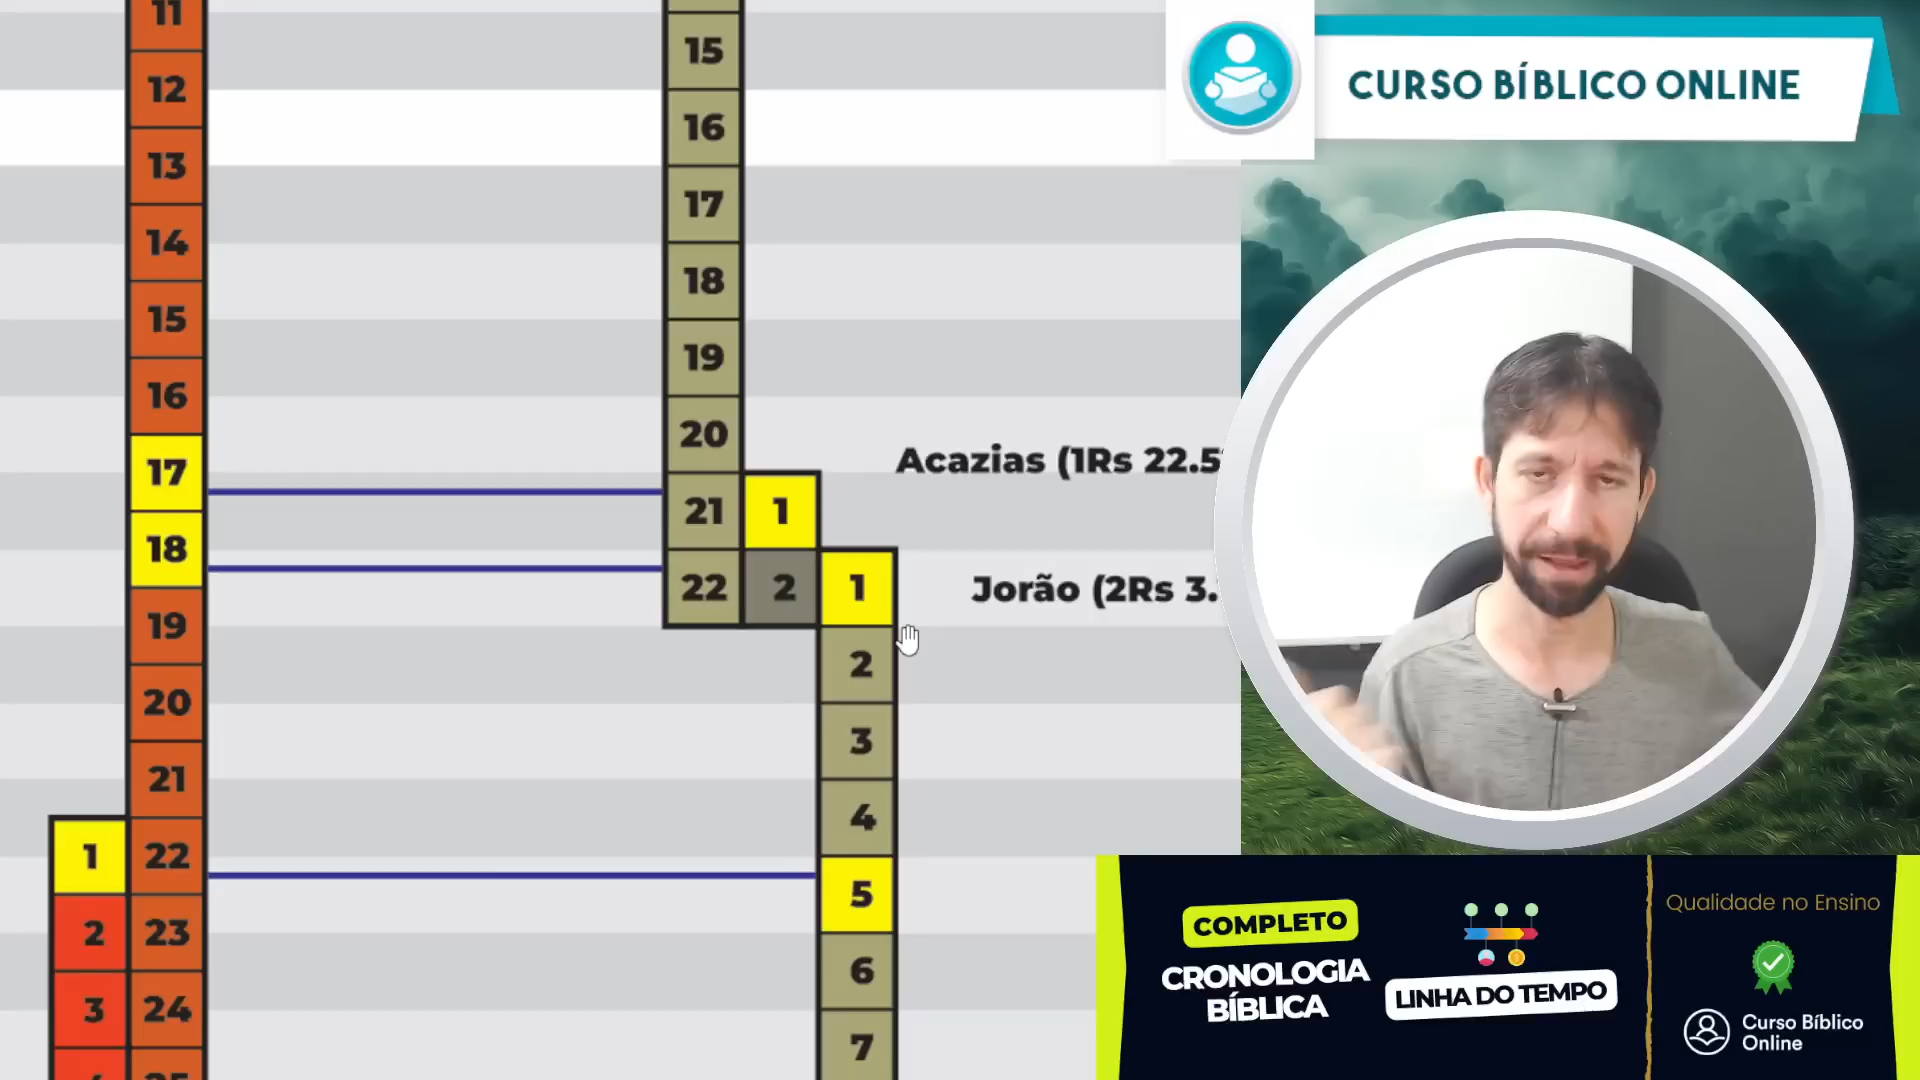 11
12
13
14
15
16
17
18
19
20
21
1 22
2 23
3 24
15
16
17
18
19
20
21 1
22 2 1
2
3
4
5
6
7
Acazias (1Rs 22.5
Jorão (2Rs 3.
CURSO BÍBLICO ONLINE
COMPLETO
CRONOLOGIA
BÍBLICA
LINHA DO TEMPO
Qualidade no Ensino
Curso Bíblico
Online